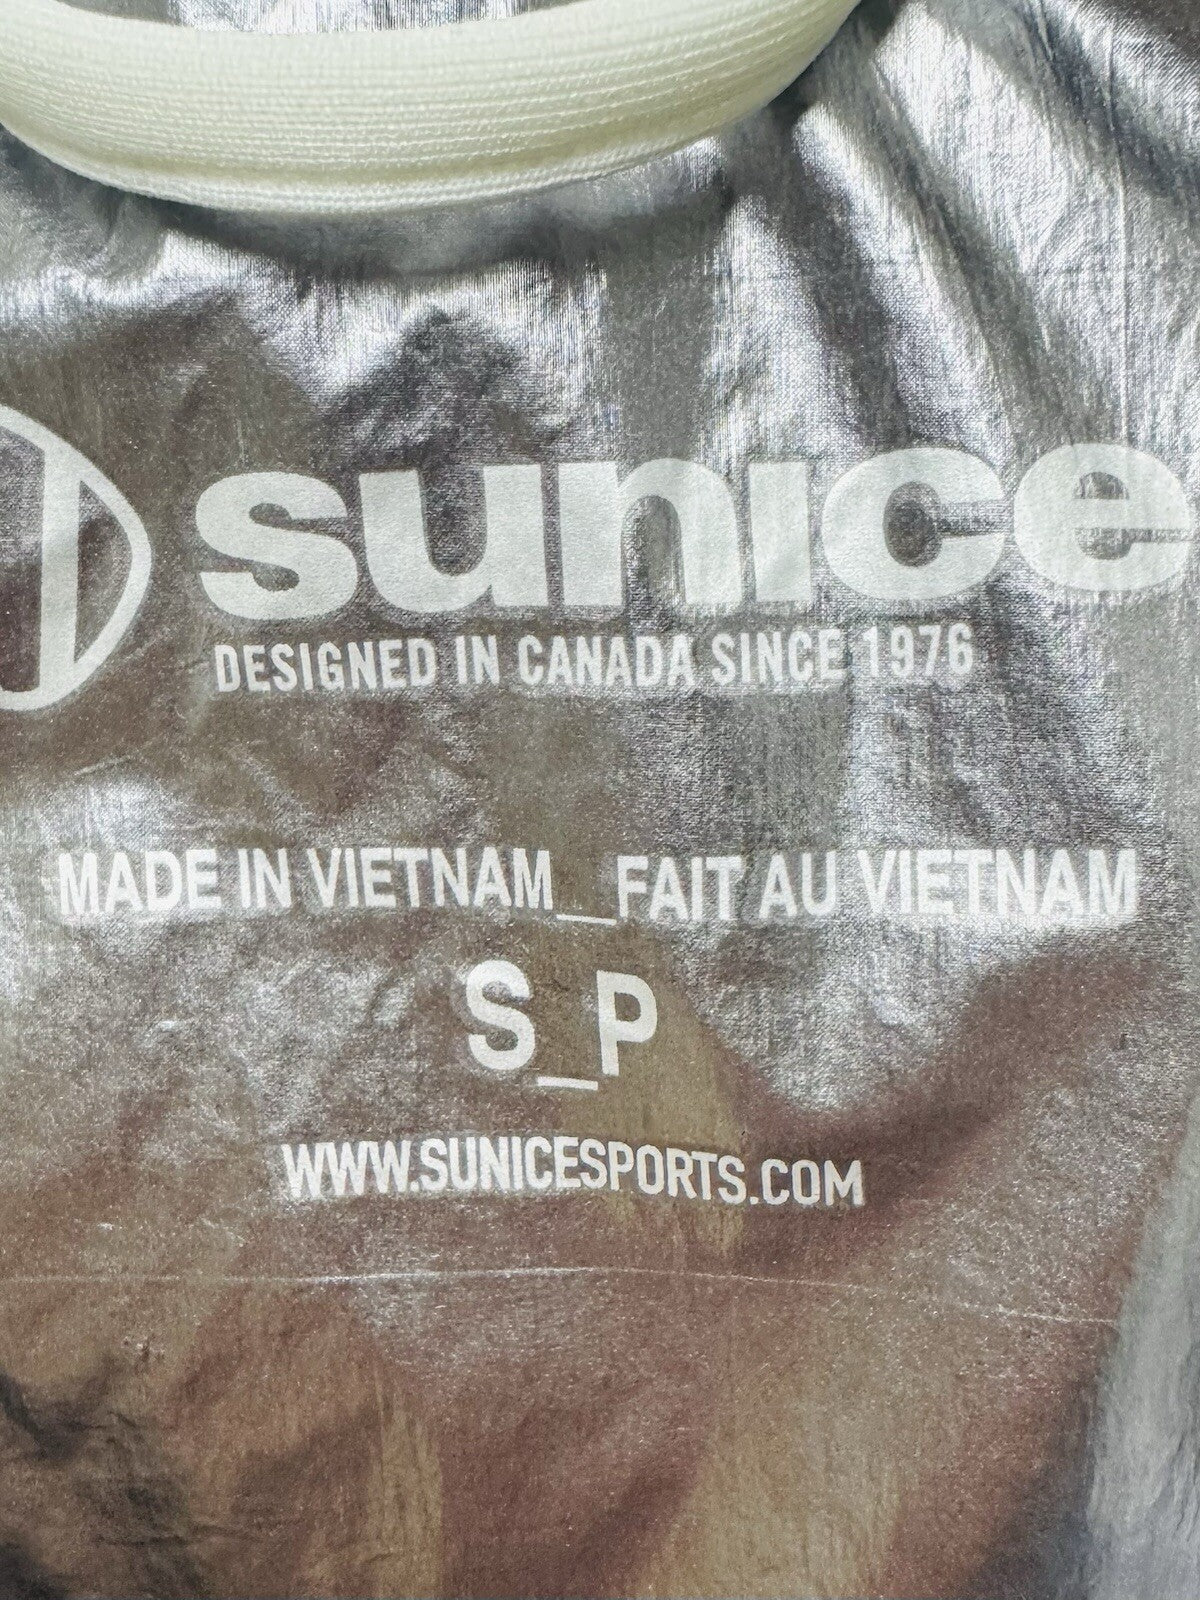 sunice
DESIGNED IN CANADA SINCE 1976
MADE IN VIETNAM_FAIT AU VIETNAM
S_P
WWW.SUNICESPORTS.COM